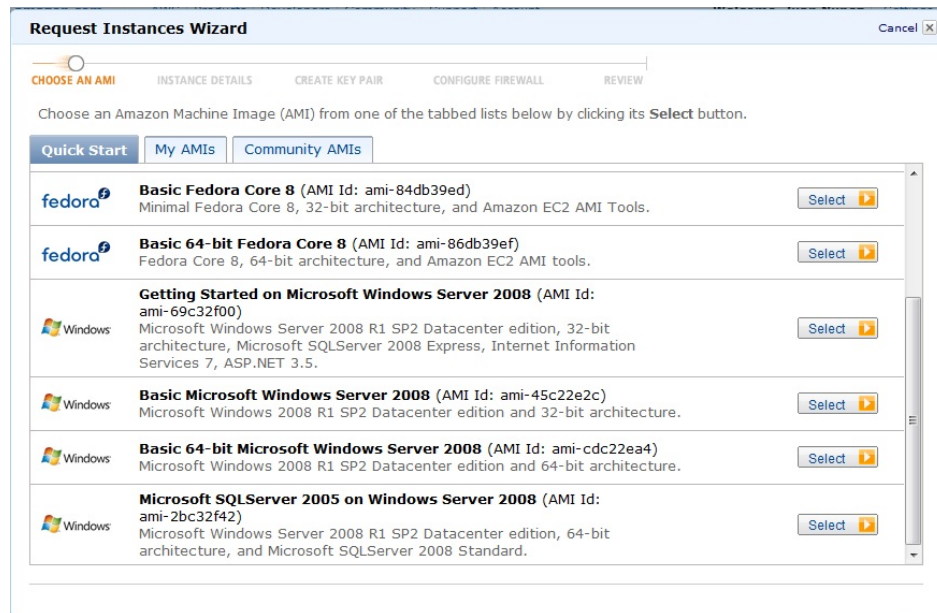 Request Instances Wizard
Cancel
CHOOSE AN AMI INSTANCE DETAILS CREATE KEY PAIR CONFIGURE FIREWALL REVIEW
Choose an Amazon Machine Image (AMI) from one of the tabbed lists below by clicking its Select button.
Quick Start My AMIs Community AMIs
fedora
Basic Fedora Core 8 (AMI Id: ami-84db39ed)
Minimal Fedora Core 8, 32-bit architecture, and Amazon EC2 AMI Tools.
Select
fedora
Basic 64-bit Fedora Core 8 (AMI Id: ami-86db39ef)
Fedora Core 8, 64-bit architecture, and Amazon EC2 AMI tools.
Select
Windows
Getting Started on Microsoft Windows Server 2008 (AMI Id:
ami-69c32f00)
Microsoft Windows Server 2008 R1 SP2 Datacenter edition, 32-bit
architecture, Microsoft SQLServer 2008 Express, Internet Information
Services 7, ASP.NET 3.5.
Select
Windows
Basic Microsoft Windows Server 2008 (AMI Id: ami-45c22e2c)
Microsoft Windows 2008 R1 SP2 Datacenter edition and 32-bit architecture.
Select
Windows
Basic 64-bit Microsoft Windows Server 2008 (AMI Id: ami-cdc22ea4)
Microsoft Windows 2008 R1 SP2 Datacenter edition and 64-bit architecture.
Select
Windows
Microsoft SQLServer 2005 on Windows Server 2008 (AMI Id:
ami-2bc32f42)
Microsoft Windows Server 2008 R1 SP2 Datacenter edition, 64-bit
architecture, and Microsoft SQLServer 2008 Standard.
Select